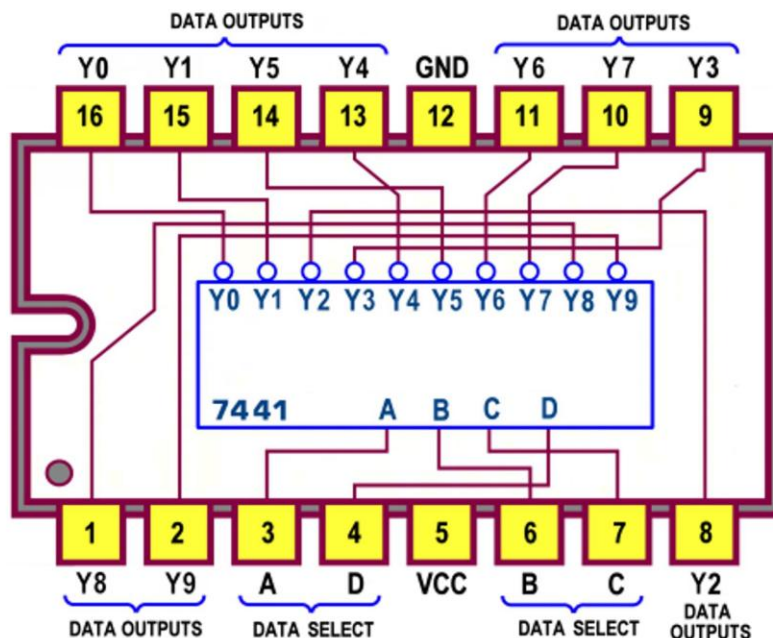 DATA OUTPUTS DATA OUTPUTS
Y0 Y1 Y5 Y4 GND Y6 Y7 Y3
16 15 14 13 12 11 10 9
Y0 Y1 Y2 Y3 Y4 Y5 Y6 Y7 Y8 Y9
7441 A B C D
1 2 3 4 5 6 7 8
Y8 Y9 A D VCC B C Y2
DATA OUTPUTS DATA SELECT DATA SELECT DATA
OUTPUTS